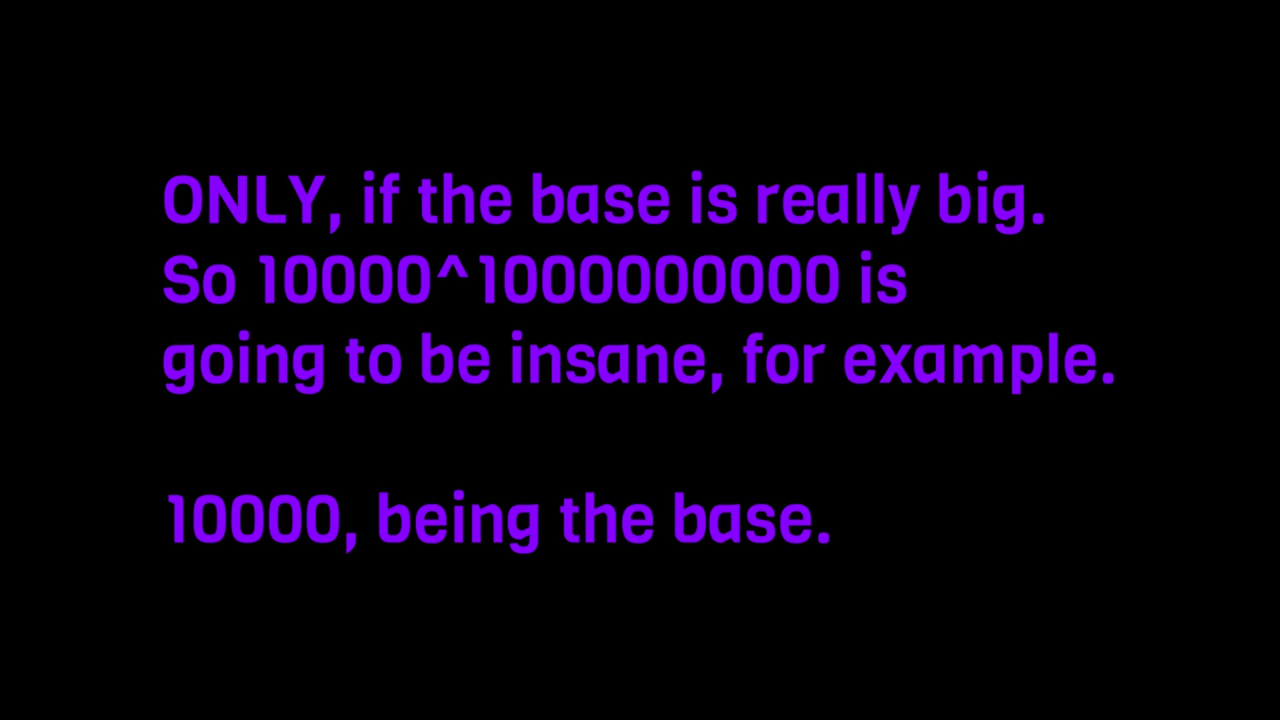 ONLY, if the base is really big.
So 10000^1000000000 is
going to be insane, for example.
10000, being the base.